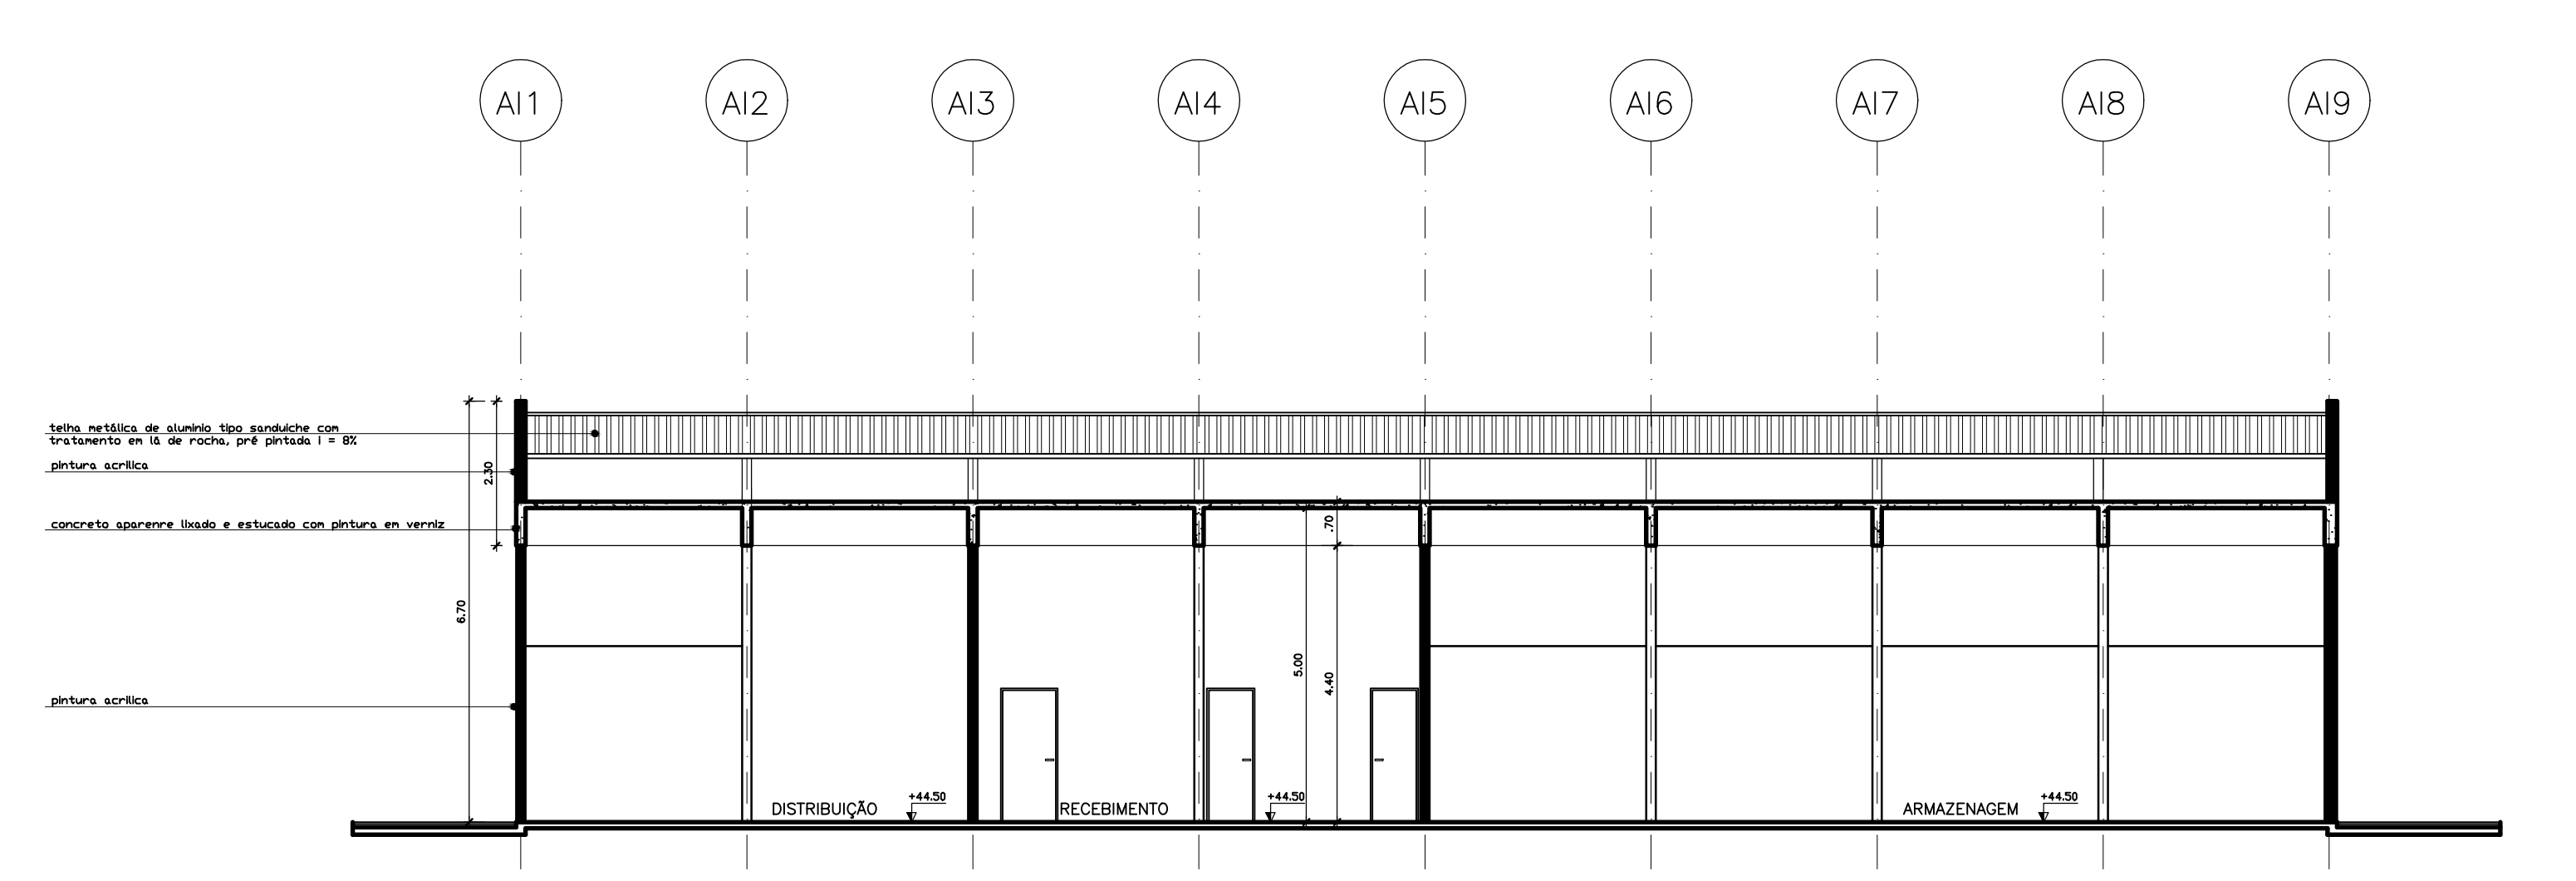 AI1 AI2 AI3 AI4 AI5 AI6 AI7 AI8 AI9
telha metálica de aluminio tipo sanduiche com
tratamento em lã de rocha, pré pintada i = 8%
pintura acrílica
2.30
concreto aparenre lixado e estucado com pintura em verniz
.70
6.70
5.00
4.40
pintura acrílica
+44.50 +44.50 +44.50
DISTRIBUIÇÃO RECEBIMENTO ARMAZENAGEM